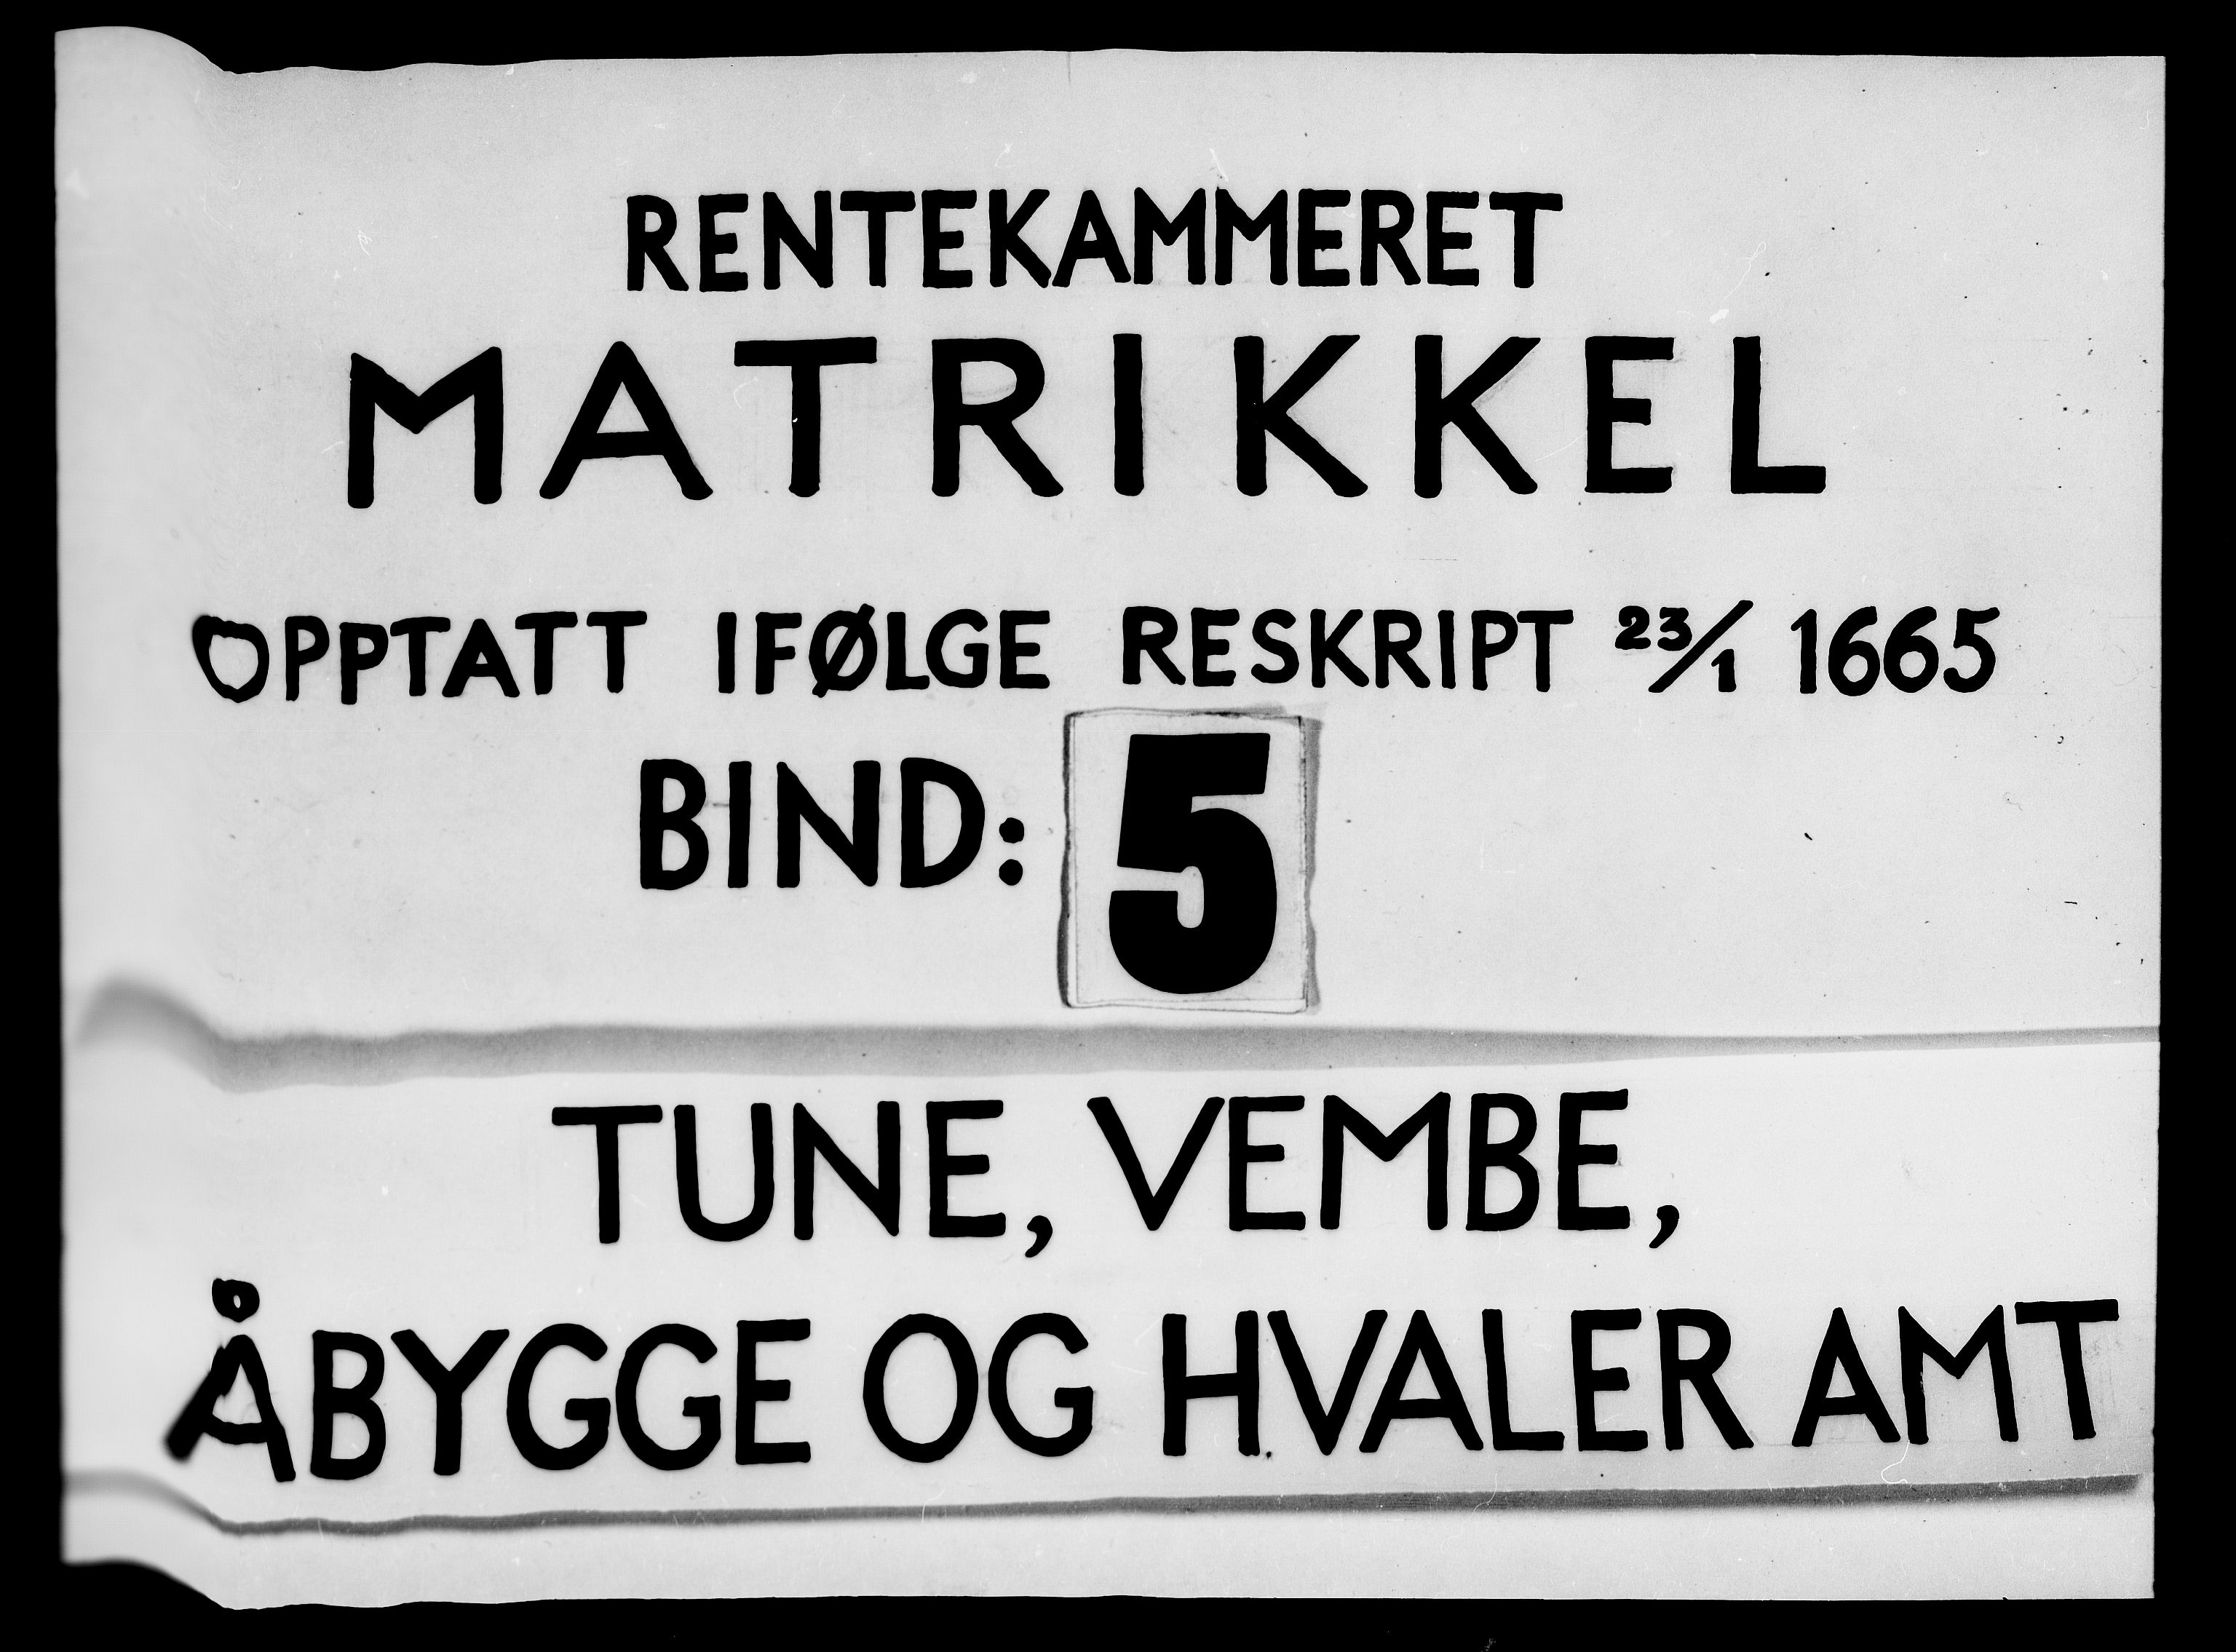 RENTEKAMMERET
MATRIKKEL
OPPTATT IFØLGE RESKRIPT 23/1 1665
BIND: 5
TUNE, VEMBE,
ÅBYGGE OG HVALER AMT